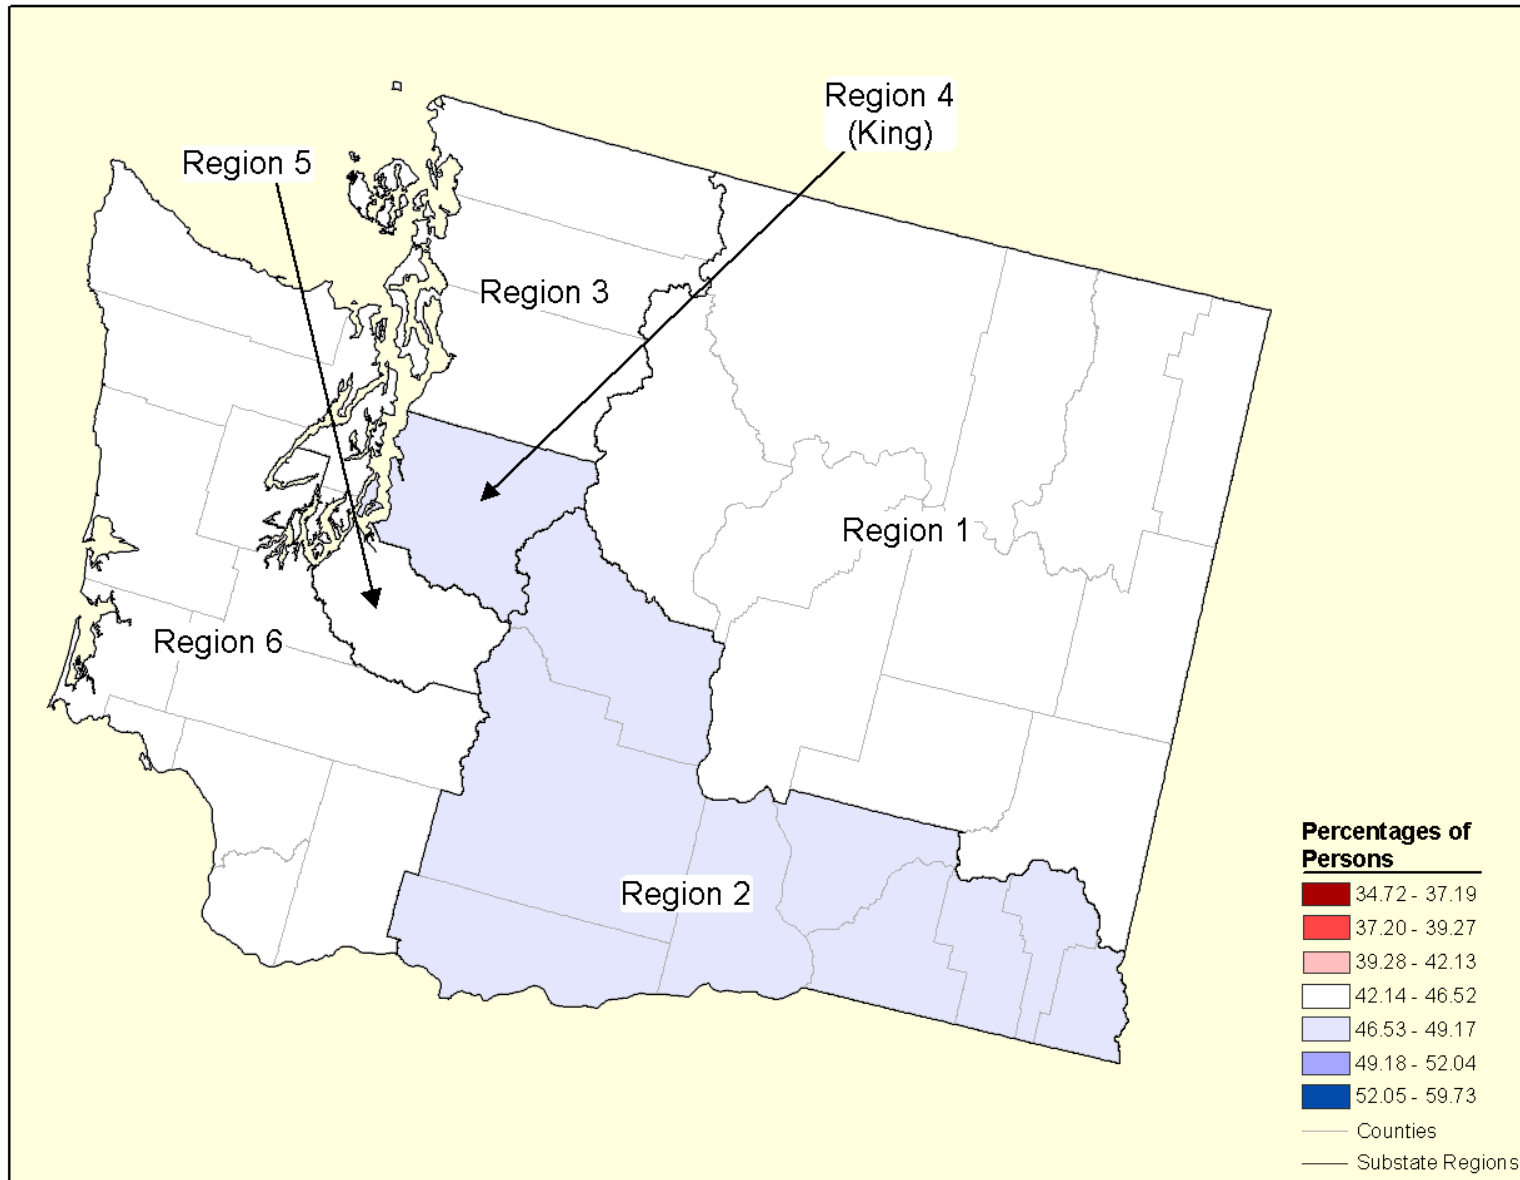 Region 4
(King)
Region 5
Region 3
Region 1
Region 6
Region 2
Percentages of
Persons
34.72 - 37.19
37.20 - 39.27
39.28 - 42.13
42.14 - 46.52
46.53 - 49.17
49.18 - 52.04
52.05 - 59.73
Counties
Substate Regions